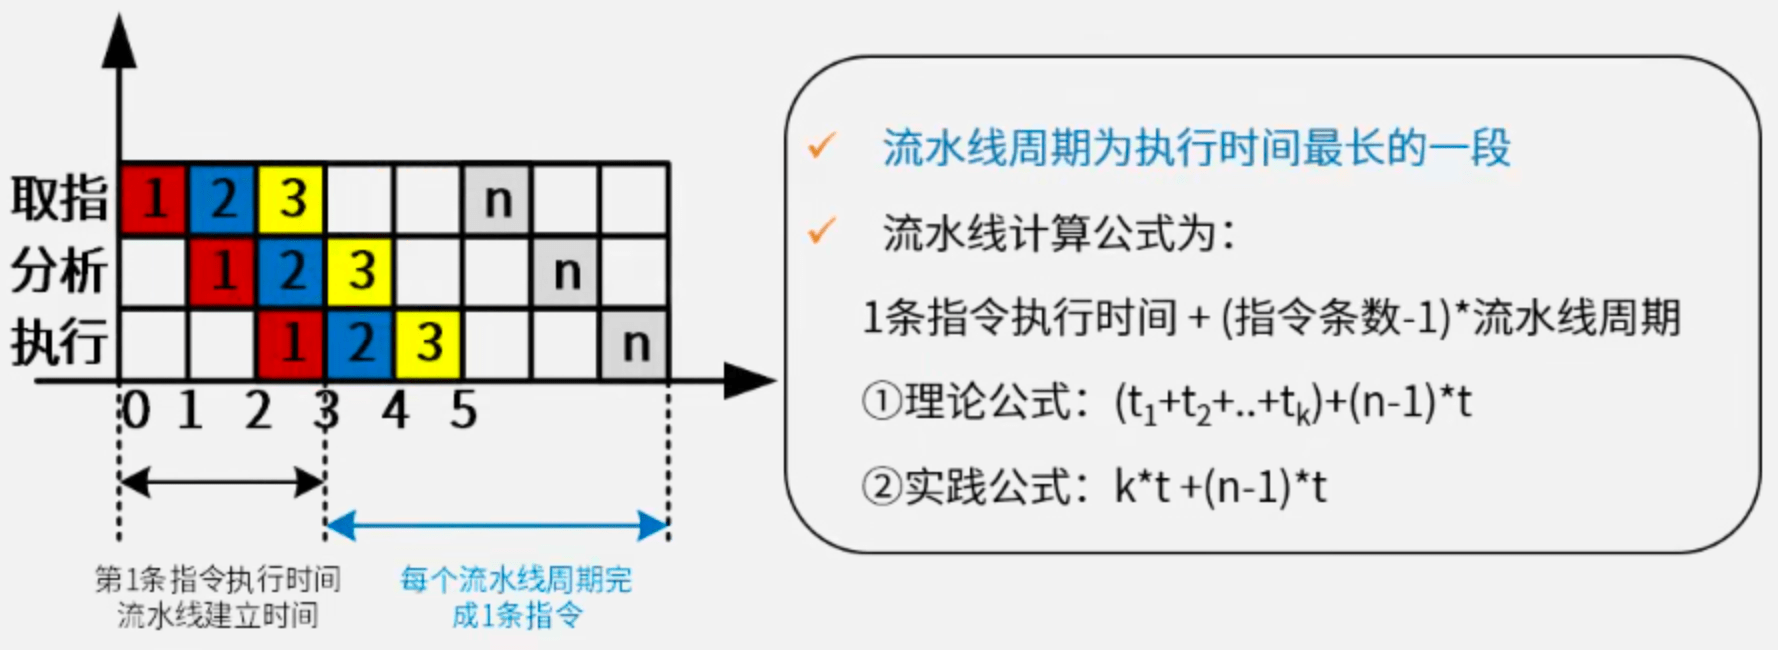 取指 1 2 3 n
分析 1 2 3 n
执行 1 2 3 n
0 1 2 3 4 5
第1条指令执行时间
流水线建立时间
每个流水线周期完
成1条指令
✓ 流水线周期为执行时间最长的一段
✓ 流水线计算公式为：
1条指令执行时间 + (指令条数-1)*流水线周期
①理论公式：(t₁+t₂+..+tₖ)+(n-1)*t
②实践公式：k*t +(n-1)*t